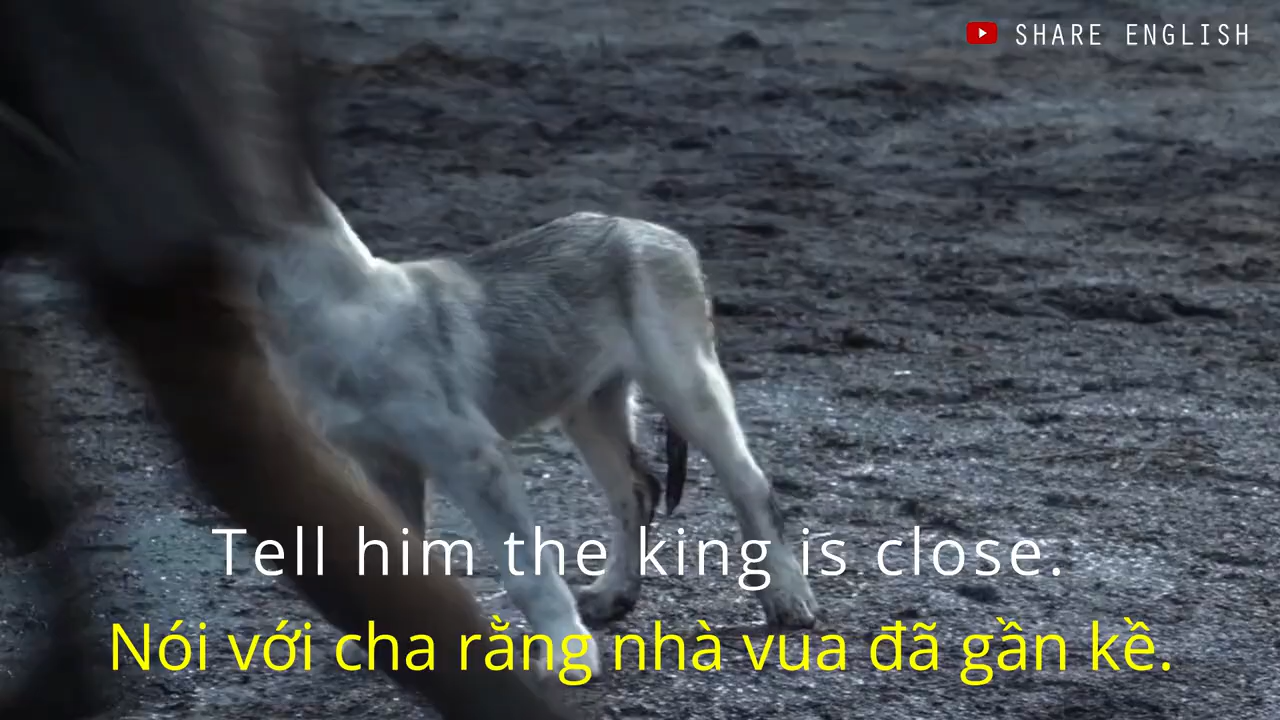 SHARE ENGLISH
Tell him the king is close.
Nói với cha rằng nhà vua đã gần kề.